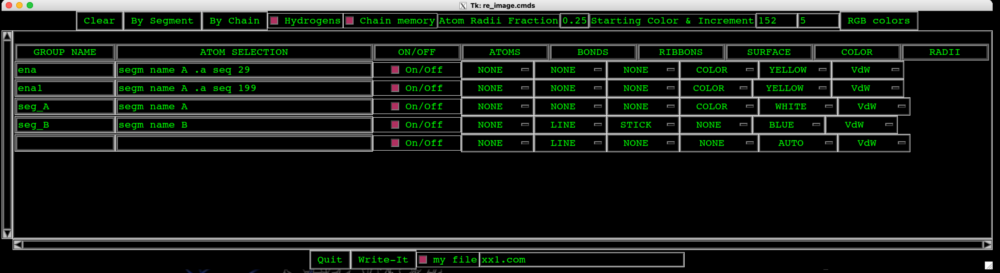 Tk: re_image.cmds
Clear By Segment By Chain Hydrogens Chain memory Atom Radii Fraction 0.25 Starting Color & Increment 152 5 RGB colors
GROUP NAME ATOM SELECTION ON/OFF ATOMS BONDS RIBBONS SURFACE COLOR RADII
ena segm name A .a seq 29 On/Off NONE NONE NONE COLOR YELLOW VdW
ena1 segm name A .a seq 199 On/Off NONE NONE NONE COLOR YELLOW VdW
seg_A segm name A On/Off NONE NONE NONE COLOR WHITE VdW
seg_B segm name B On/Off NONE LINE STICK NONE BLUE VdW
On/Off NONE LINE NONE NONE AUTO VdW
Quit Write-It my file xx1.com